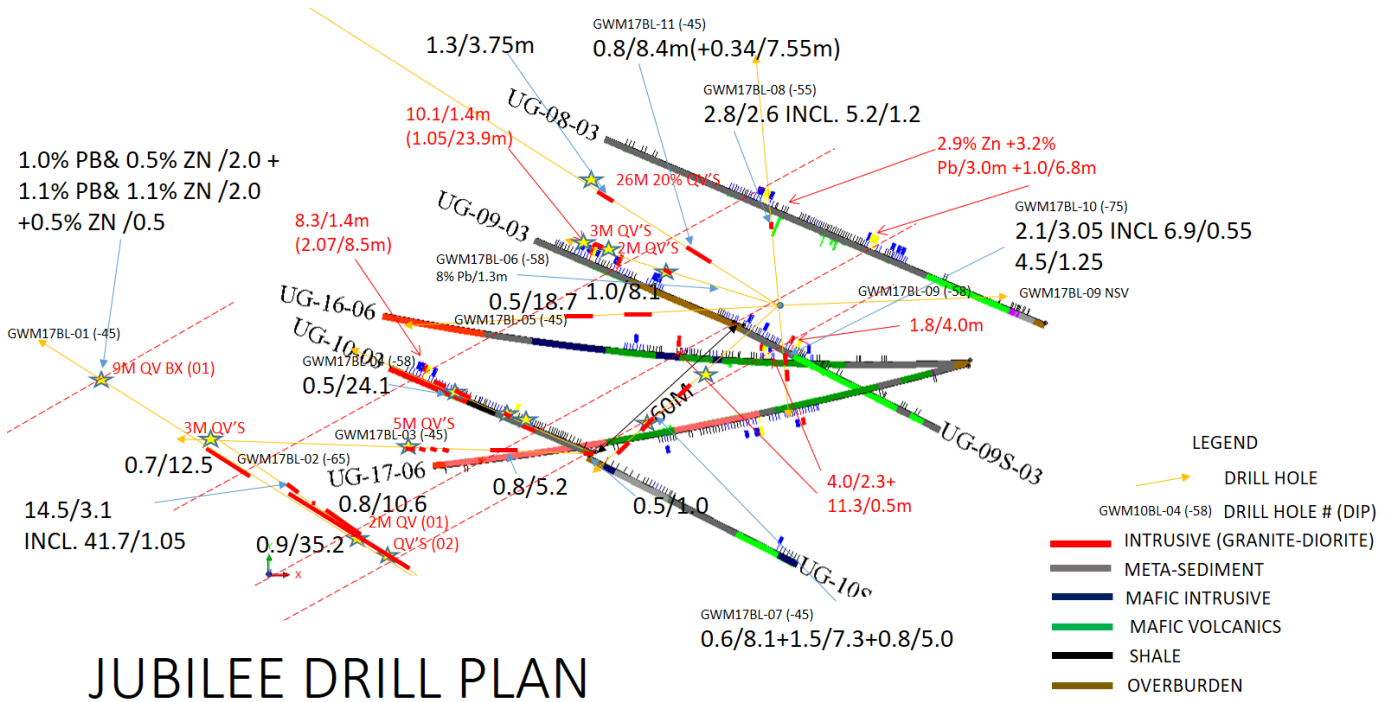 GWM17BL-11 (-45)
1.3/3.75m
0.8/8.4m(+0.34/7.55m)
GWM17BL-08 (-55)
2.8/2.6 INCL. 5.2/1.2
UG-08-03
10.1/1.4m
(1.05/23.9m)
2.9% Zn +3.2%
Pb/3.0m +1.0/6.8m
1.0% PB& 0.5% ZN /2.0 +
1.1% PB& 1.1% ZN /2.0
+0.5% ZN /0.5
26M 20% QV'S
GWM17BL-10 (-75)
2.1/3.05 INCL 6.9/0.55
4.5/1.25
UG-09-03
8.3/1.4m
(2.07/8.5m)
3M QV'S
2M QV'S
GWM17BL-06 (-58)
8% Pb/1.3m
0.5/18.7
1.0/8.1
GWM17BL-09 (-58)
GWM17BL-09 NSV
UG-16-06
GWM17BL-05 (-45)
1.8/4.0m
GWM17BL-01 (-45)
UG-10-03
GWM17BL-04 (-58)
0.5/24.1
9M QV BX (01)
60M
5M QV'S
3M QV'S
GWM17BL-03 (-45)
UG-09S-03
LEGEND
0.7/12.5
GWM17BL-02 (-65)
UG-17-06
0.8/5.2
DRILL HOLE
14.5/3.1
INCL. 41.7/1.05
0.8/10.6
0.5/1.0
4.0/2.3+
11.3/0.5m
GWM10BL-04 (-58) DRILL HOLE # (DIP)
2M QV (01)
QV'S (02)
0.9/35.2
INTRUSIVE (GRANITE-DIORITE)
META-SEDIMENT
X
UG-10S
MAFIC INTRUSIVE
GWM17BL-07 (-45)
0.6/8.1+1.5/7.3+0.8/5.0
MAFIC VOLCANICS
SHALE
JUBILEE DRILL PLAN
OVERBURDEN